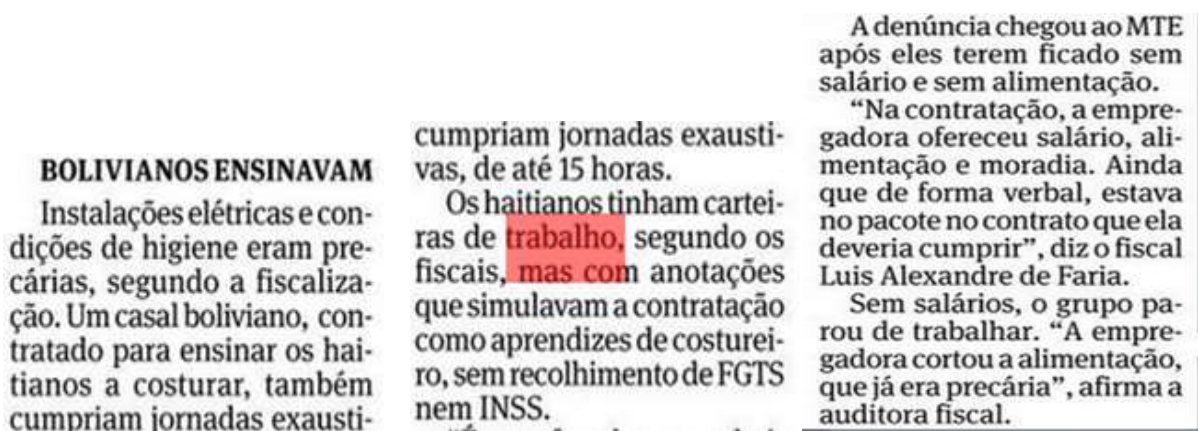 BOLIVIANOS ENSINAVAM
Instalações elétricas e con-
dições de higiene eram pre-
cárias, segundo a fiscaliza-
ção. Um casal boliviano, con-
tratado para ensinar os hai-
tianos a costurar, também
cumpriam jornadas exausti-
cumpriam jornadas exausti-
vas, de até 15 horas.
Os haitianos tinham cartei-
ras de trabalho, segundo os
fiscais, mas com anotações
que simulavam a contratação
como aprendizes de costurei-
ro, sem recolhimento de FGTS
nem INSS.
A denúncia chegou ao MTE
após eles terem ficado sem
salário e sem alimentação.
“Na contratação, a empre-
gadora ofereceu salário, ali-
mentação e moradia. Ainda
que de forma verbal, estava
no pacote no contrato que ela
deveria cumprir”, diz o fiscal
Luis Alexandre de Faria.
Sem salários, o grupo pa-
rou de trabalhar. “A empre-
gadora cortou a alimentação,
que já era precária”, afirma a
auditora fiscal.